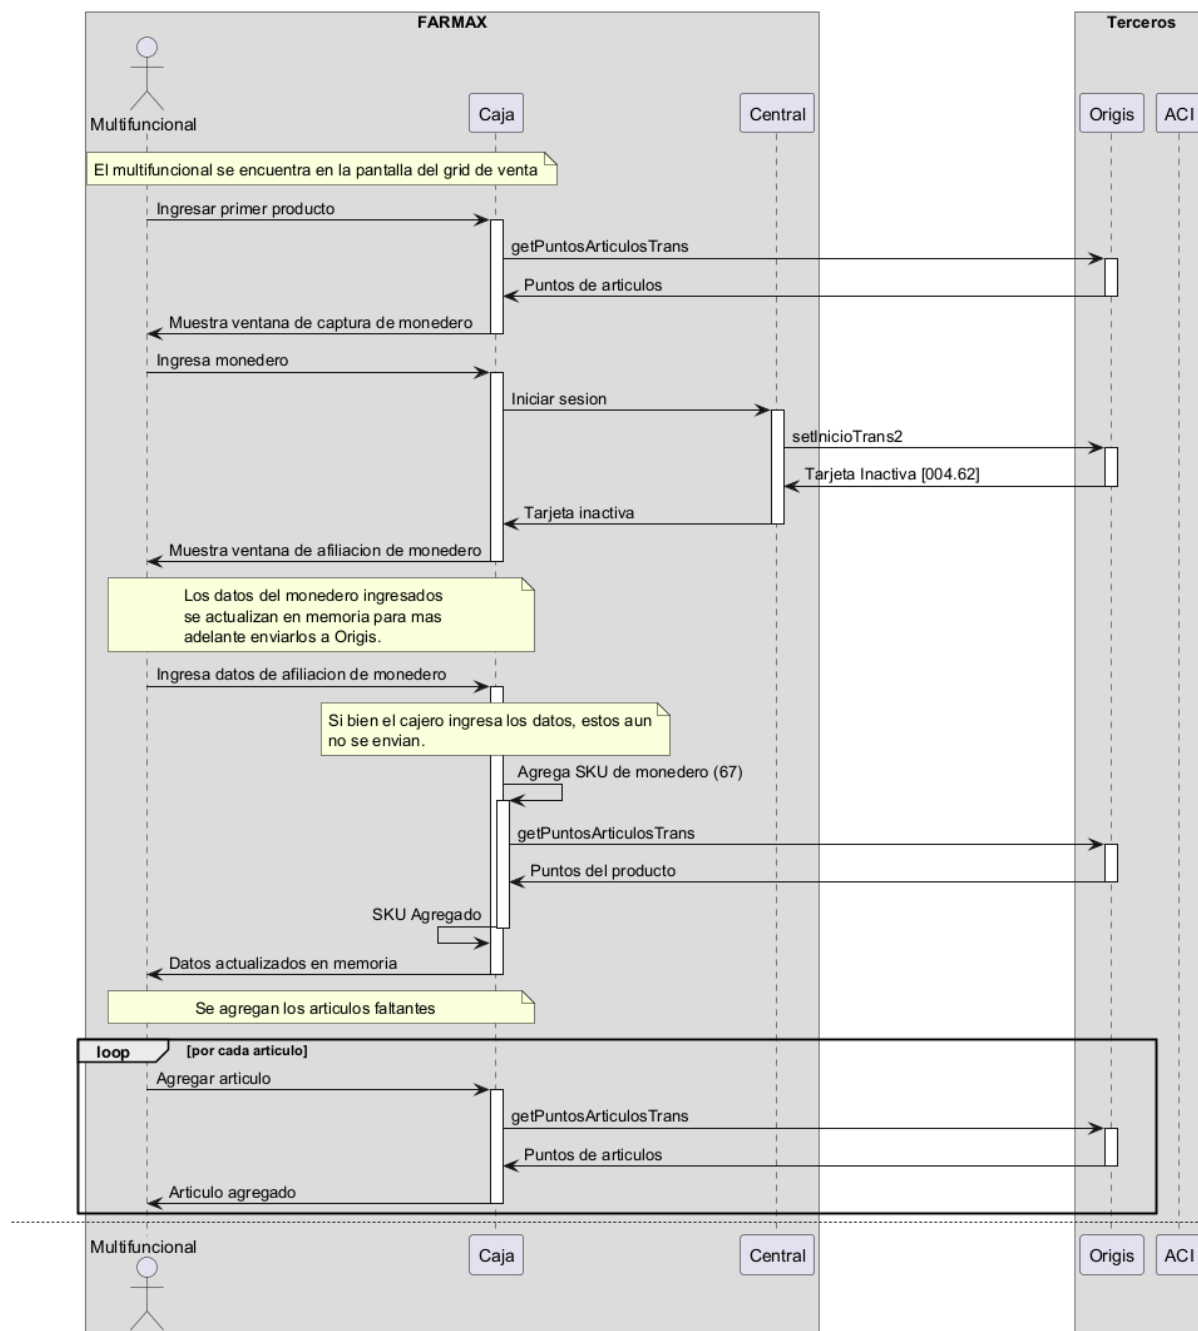 FARMAX
Terceros
Multifuncional
Caja
Central
Origis
ACI
El multifuncional se encuentra en la pantalla del grid de venta
Ingresar primer producto
getPuntosArticulosTrans
Puntos de articulos
Muestra ventana de captura de monedero
Ingresa monedero
Iniciar sesion
setInicioTrans2
Tarjeta Inactiva [004.62]
Tarjeta inactiva
Muestra ventana de afiliacion de monedero
Los datos del monedero ingresados
se actualizan en memoria para mas
adelante enviarlos a Origis.
Ingresa datos de afiliacion de monedero
Si bien el cajero ingresa los datos, estos aun
no se envian.
Agrega SKU de monedero (67)
getPuntosArticulosTrans
Puntos del producto
SKU Agregado
Datos actualizados en memoria
Se agregan los articulos faltantes
loop
[por cada articulo]
Agregar articulo
getPuntosArticulosTrans
Puntos de articulos
Articulo agregado
Multifuncional
Caja
Central
Origis
ACI